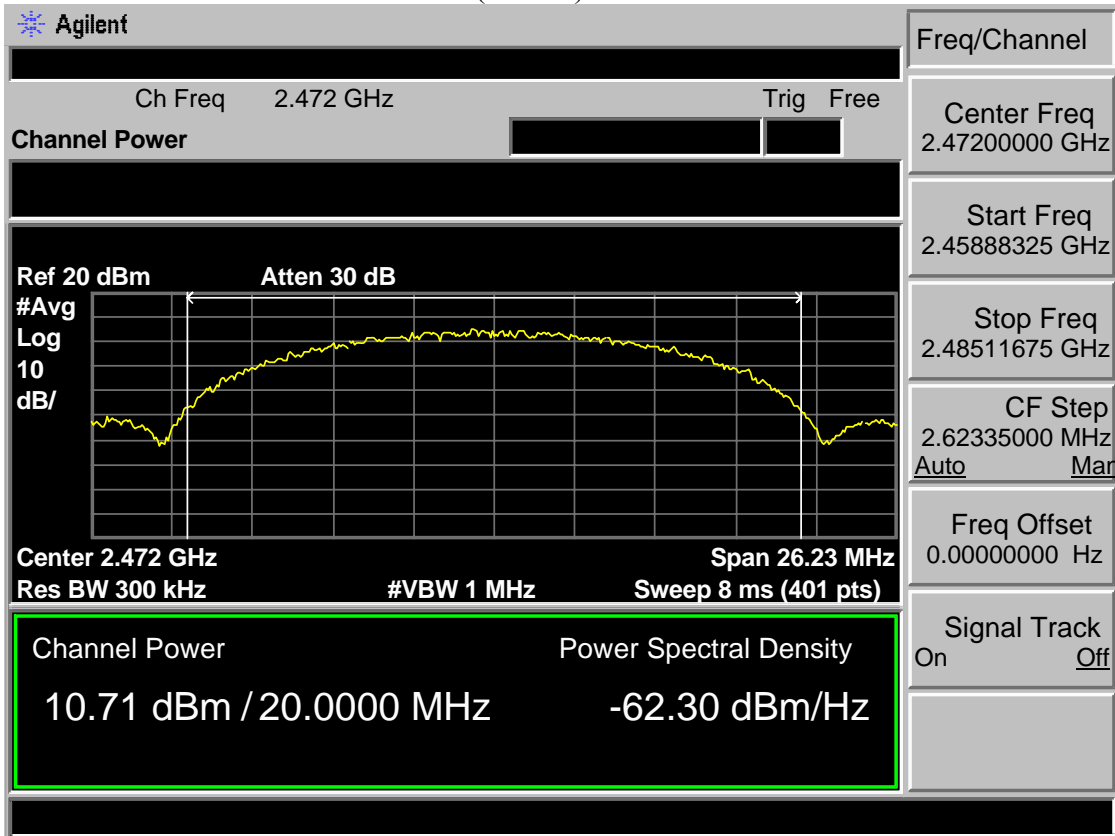 Agilent
Freq/Channel
Ch Freq 2.472 GHz Trig Free
Channel Power
Center Freq
2.47200000 GHz
Start Freq
2.45888325 GHz
Stop Freq
2.48511675 GHz
CF Step
2.62335000 MHz
Auto Mar
Freq Offset
0.00000000 Hz
Signal Track
On Off
Ref 20 dBm Atten 30 dB
#Avg
Log
10
dB/
Center 2.472 GHz Span 26.23 MHz
Res BW 300 kHz #VBW 1 MHz Sweep 8 ms (401 pts)
Channel Power Power Spectral Density
10.71 dBm / 20.0000 MHz -62.30 dBm/Hz